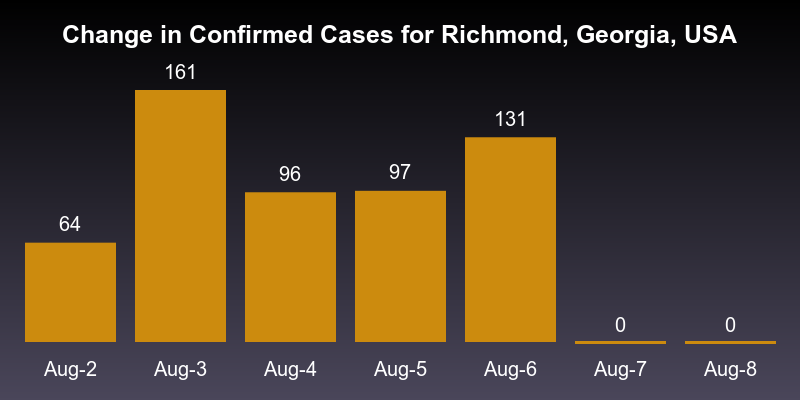 Change in Confirmed Cases for Richmond, Georgia, USA
64
161
96
97
131
0
0
Aug-2
Aug-3
Aug-4
Aug-5
Aug-6
Aug-7
Aug-8